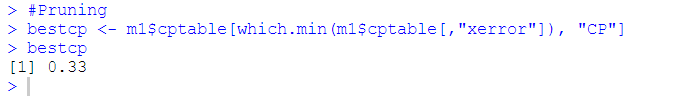 > #Pruning
> bestcp <- m1$cptable[which.min(m1$cptable[,"xerror"]), "CP"]
> bestcp
[1] 0.33
>